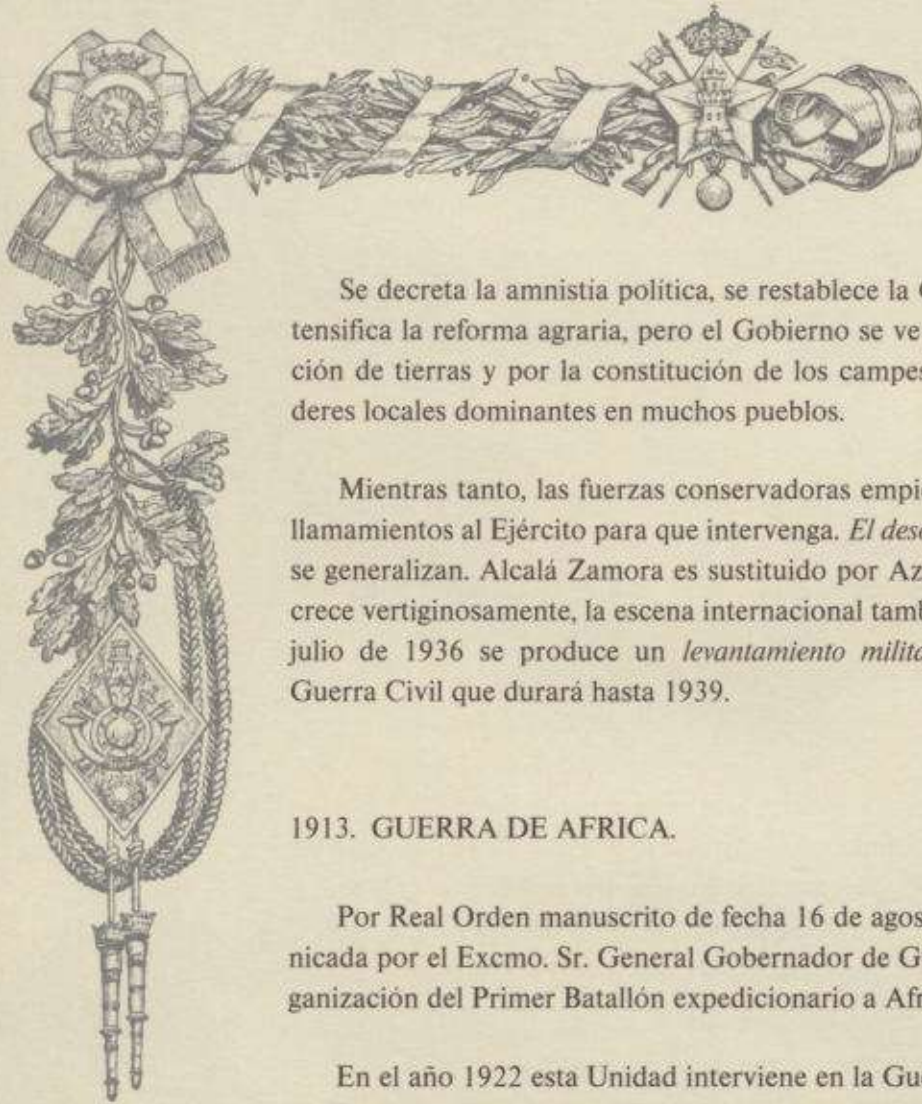 Se decreta la amnistia política, se restablece la
tensifica la reforma agraria, pero el Gobierno se ve
ción de tierras y por la constitución de los campes
deres locales dominantes en muchos pueblos.
Mientras tanto, las fuerzas conservadoras empie
llamamientos al Ejército para que intervenga. El des
se generalizan. Alcalá Zamora es sustituido por Az
crece vertiginosamente, la escena internacional tam
julio de 1936 se produce un levantamiento milita
Guerra Civil que durará hasta 1939.
1913. GUERRA DE AFRICA.
Por Real Orden manuscrito de fecha 16 de agos
nicada por el Excmo. Sr. General Gobernador de G
ganización del Primer Batallón expedicionario a Afr
En el año 1922 esta Unidad interviene en la Gue